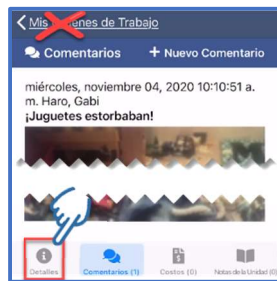 Mis Órdenes de Trabajo
Comentarios + Nuevo Comentario
miércoles, noviembre 04, 2020 10:10:51 a.
m. Haro, Gabi
¡Juguetes estorbaban!
Detalles Comentarios (1) Costos (0) Notas de la Unidad (0)